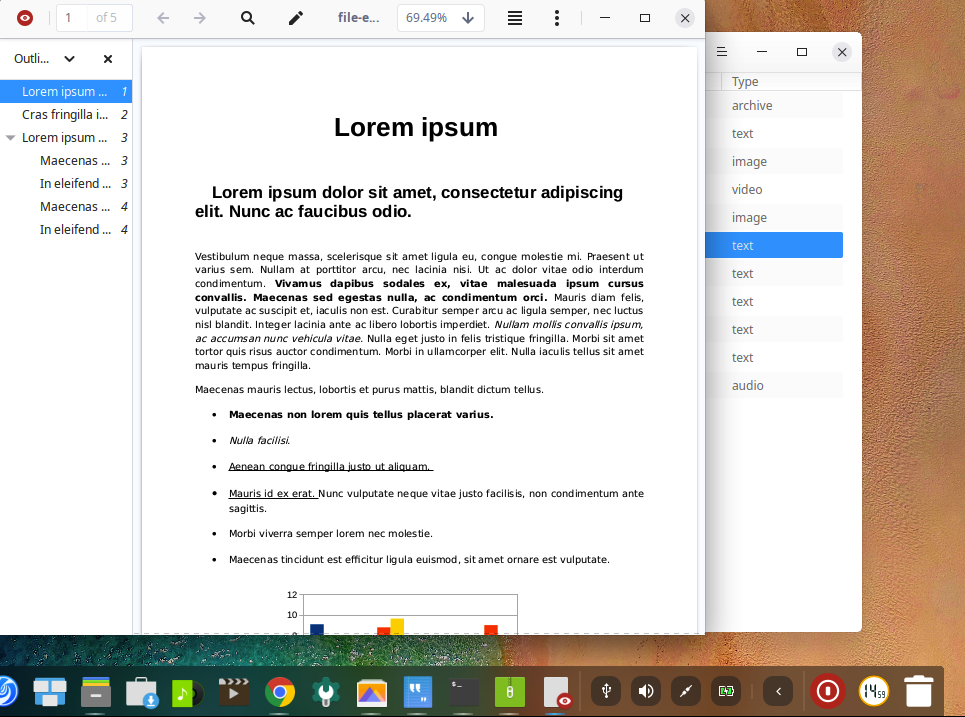 1 of 5
file-e...
69.49%
Outli...
Lorem ipsum ... 1
Cras fringilla i... 2
Lorem ipsum ... 3
Maecenas ... 3
In eleifend ... 3
Maecenas ... 4
In eleifend ... 4
Lorem ipsum
Lorem ipsum dolor sit amet, consectetur adipiscing
elit. Nunc ac faucibus odio.
Vestibulum neque massa, scelerisque sit amet ligula eu, congue molestie mi. Praesent ut
varius sem. Nullam at porttitor arcu, nec lacinia nisi. Ut ac dolor vitae odio interdum
condimentum. Vivamus dapibus sodales ex, vitae malesuada ipsum cursus
convallis. Maecenas sed egestas nulla, ac condimentum orci. Mauris diam felis,
vulputate ac suscipit et, iaculis non est. Curabitur semper arcu ac ligula semper, nec luctus
nisl blandit. Integer lacinia ante ac libero lobortis imperdiet. Nullam mollis convallis ipsum,
ac accumsan nunc vehicula vitae. Nulla eget justo in felis tristique fringilla. Morbi sit amet
tortor quis risus auctor condimentum. Morbi in ullamcorper elit. Nulla iaculis tellus sit amet
mauris tempus fringilla.
Maecenas mauris lectus, lobortis et purus mattis, blandit dictum tellus.
• Maecenas non lorem quis tellus placerat varius.
• Nulla facilisi.
• Aenean congue fringilla justo ut aliquam.
• Mauris id ex erat. Nunc vulputate neque vitae justo facilisis, non condimentum ante
sagittis.
• Morbi viverra semper lorem nec molestie.
• Maecenas tincidunt est efficitur ligula euismod, sit amet ornare est vulputate.
12
10
Type
archive
text
image
video
image
text
text
text
text
text
audio
14 59